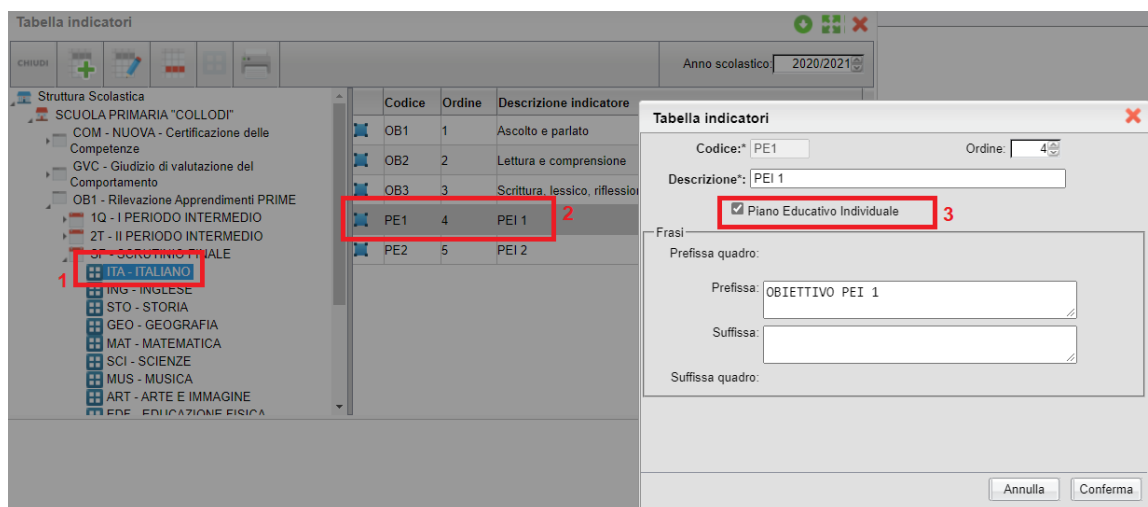 Tabella indicatori
CHIUDI
Anno scolastico: 2020/2021
Struttura Scolastica
SCUOLA PRIMARIA "COLLODI"
COM - NUOVA - Certificazione delle
Competenze
GVC - Giudizio di valutazione del
Comportamento
OB1 - Rilevazione Apprendimenti PRIME
1Q - I PERIODO INTERMEDIO
2T - II PERIODO INTERMEDIO
SF - SCRUTINIO FINALE
1
ITA - ITALIANO
ING - INGLESE
STO - STORIA
GEO - GEOGRAFIA
MAT - MATEMATICA
SCI - SCIENZE
MUS - MUSICA
ART - ARTE E IMMAGINE
EDF - EDUCAZIONE FISICA
Codice Ordine Descrizione indicatore
OB1 1 Ascolto e parlato
OB2 2 Lettura e comprensione
OB3 3 Scrittura, lessico, riflession
PE1 4 PEI 1 2
PE2 5 PEI 2
Tabella indicatori
Codice:* PE1 Ordine: 4
Descrizione*: PEI 1
Piano Educativo Individuale 3
Frasi
Prefissa quadro:
Prefissa: OBIETTIVO PEI 1
Suffissa:
Suffissa quadro:
Annulla Conferma